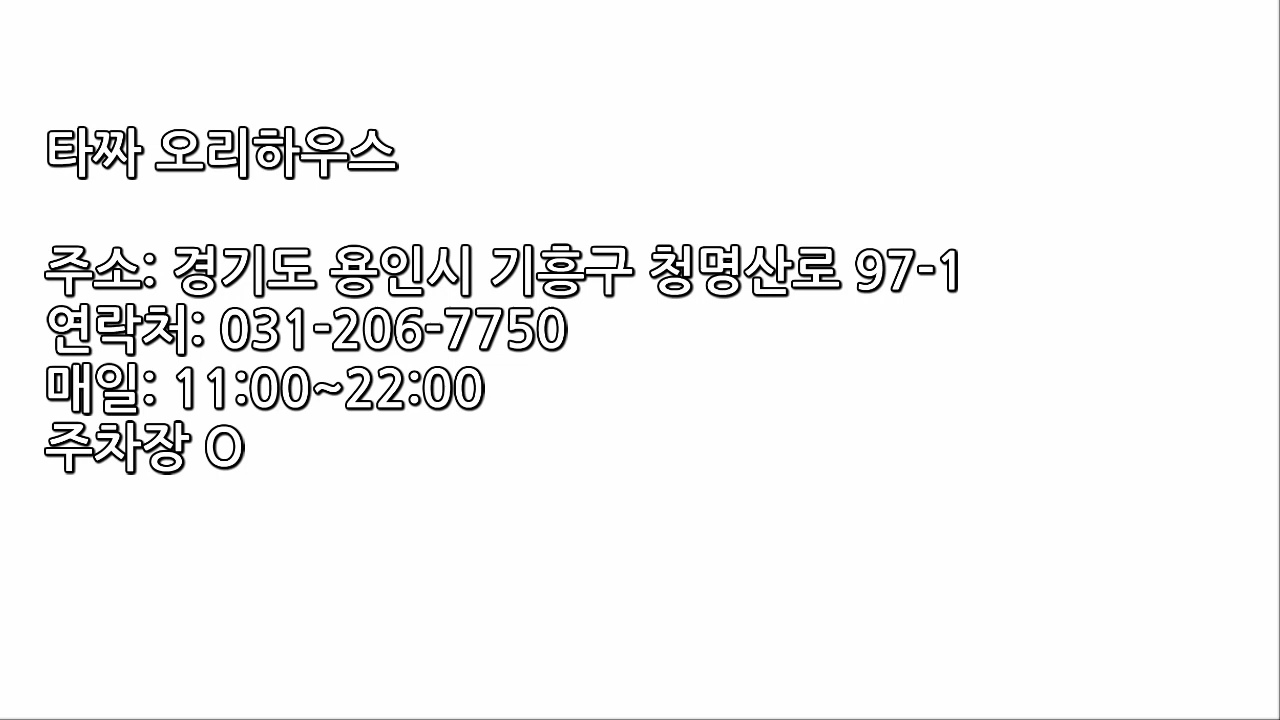 타짜 오리하우스
주소: 경기도 용인시 기흥구 청명산로 97-1
연락처: 031-206-7750
매일: 11:00~22:00
주차장 O